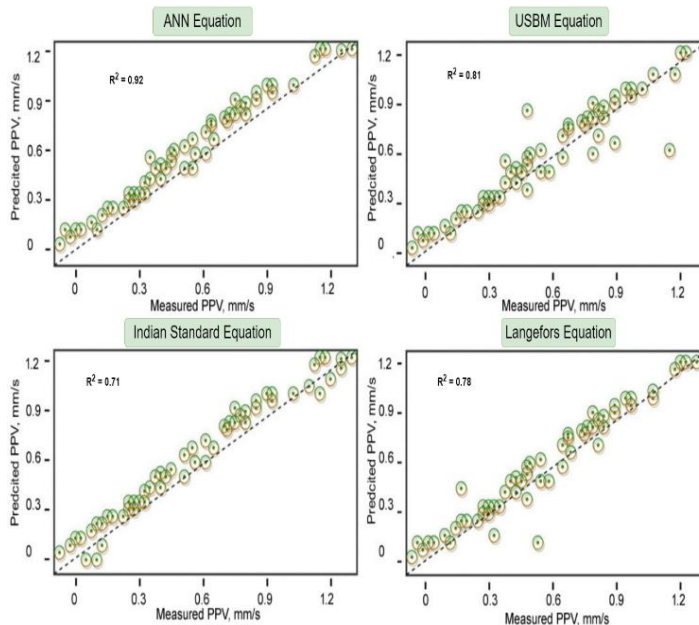 ANN Equation
R² = 0.92
1.2
0.9
0.6
0.3
0
Predcited PPV, mm/s
0 0.3 0.6 0.9 1.2
Measured PPV, mm/s
USBM Equation
R² = 0.81
1.2
0.9
0.6
0.3
0
Predcited PPV, mm/s
0 0.3 0.6 0.9 1.2
Measured PPV, mm/s
Indian Standard Equation
R² = 0.71
1.2
0.9
0.6
0.3
0
Predcited PPV, mm/s
0 0.3 0.6 0.9 1.2
Measured PPV, mm/s
Langefors Equation
R² = 0.78
1.2
0.9
0.6
0.3
0
Predcited PPV, mm/s
0 0.3 0.6 0.9 1.2
Measured PPV, mm/s